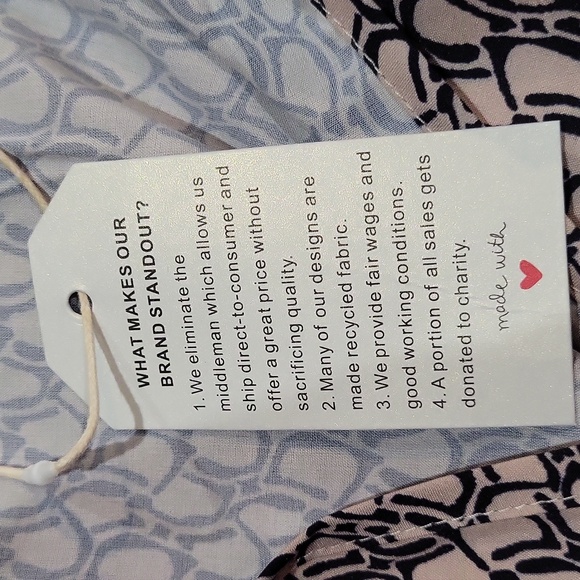 WHAT MAKES OUR
BRAND STANDOUT?
1. We eliminate the
middleman which allows us
ship direct-to-consumer and
offer a great price without
sacrificing quality.
2. Many of our designs are
made recycled fabric.
3. We provide fair wages and
good working conditions.
4. A portion of all sales gets
donated to charity.
made with